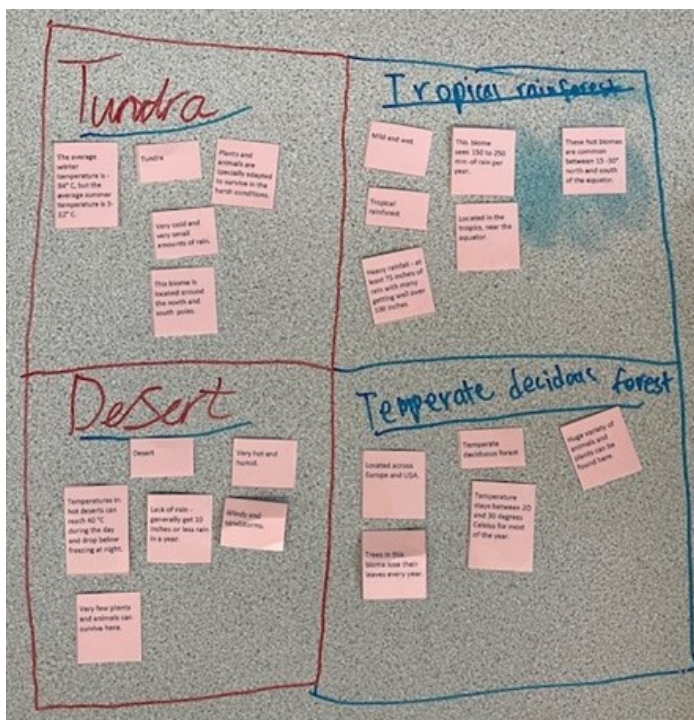 Tundra
The average
winter
temperature is -
34° C, but the
average summer
temperature is 3-
12° C.
Tundra
Plants and
animals are
specially adapted
to survive in the
harsh conditions.
Very cold and
very small
amounts of rain.
This biome is
located around
the north and
south poles.
Tropical rainforest
Mild and wet
This biome
sees 150 to 250
mm of rain per
year.
These hot biomes
are common
between 15 -30°
north and south
of the equator.
Tropical
rainforest
Located in the
tropics, near the
equator.
Heavy rainfall - at
least 75 inches of
rain with many
getting well over
100 inches.
Desert
Desert
Very hot and
humid.
Temperatures in
hot deserts can
reach 40 °C
during the day
and drop below
freezing at night.
Lack of rain -
generally get 10
inches or less rain
in a year.
Windy and
sandstorms.
Very few plants
and animals can
survive here.
Temperate decidous forest
Located across
Europe and USA.
Temperate
deciduous forest
Huge variety of
animals and
plants can be
found here.
Temperature
stays between 20
and 30 degrees
Celsius for most
of the year.
Trees in this
biome lose their
leaves every year.